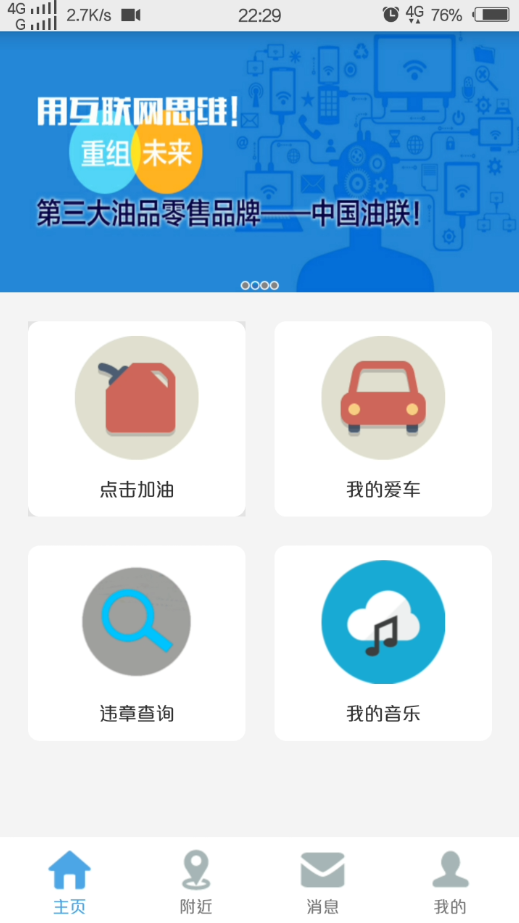 4G 2.7K/s 22:29 4G 76%
G
用互联网思维！
重组 未来
第三大油品零售品牌——中国油联！
点击加油 我的爱车
违章查询 我的音乐
主页 附近 消息 我的